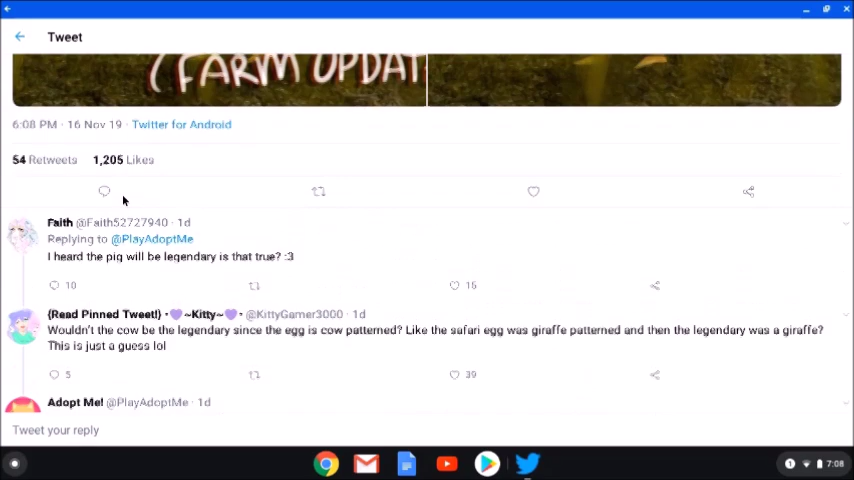 Tweet
(FARM UPDAT
6:08 PM · 16 Nov 19 · Twitter for Android
54 Retweets 1,205 Likes
Faith @Faith52727940 · 1d
Replying to @PlayAdoptMe
I heard the pig will be legendary is that true? :3
10 15
{Read Pinned Tweet!} •💜~Kitty~💜• @KittyGamer3000 · 1d
Wouldn't the cow be the legendary since the egg is cow patterned? Like the safari egg was giraffe patterned and then the legendary was a giraffe?
This is just a guess lol
5 39
Adopt Me! @PlayAdoptMe · 1d
Tweet your reply
1 7:08